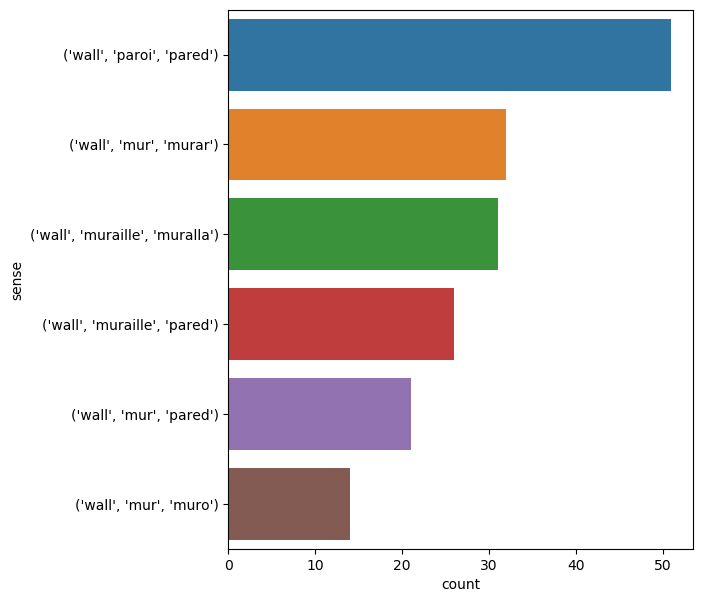 ('wall', 'paroi', 'pared')
('wall', 'mur', 'murar')
('wall', 'muraille', 'muralla')
('wall', 'muraille', 'pared')
('wall', 'mur', 'pared')
('wall', 'mur', 'muro')
sense
0 10 20 30 40 50
count